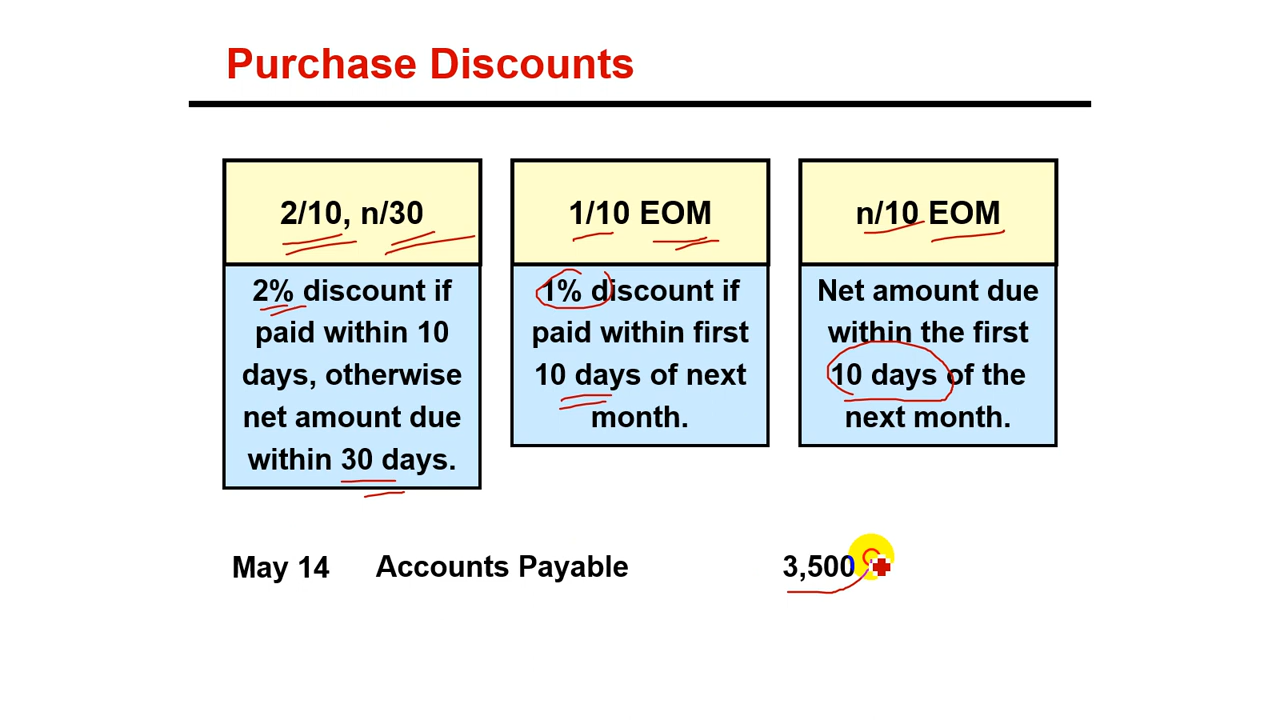 Purchase Discounts
2/10, n/30
2% discount if
paid within 10
days, otherwise
net amount due
within 30 days.
1/10 EOM
1% discount if
paid within first
10 days of next
month.
n/10 EOM
Net amount due
within the first
10 days of the
next month.
May 14 Accounts Payable 3,500